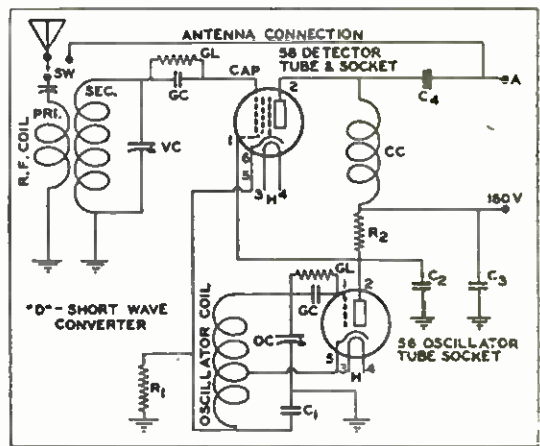 ANTENNA CONNECTION
58 DETECTOR
TUBE & SOCKET
GL
SW
CAP
2
A
GC
C4
SEC.
PRI.
R.F. COIL
VC
1
6
5
3 H 4
CC
180 V
R2
GL
1 2
GC
C2
C3
"D" - SHORT WAVE
CONVERTER
OSCILLATOR COIL
OC
5
3 H 4
56 OSCILLATOR
TUBE SOCKET
R1
C1